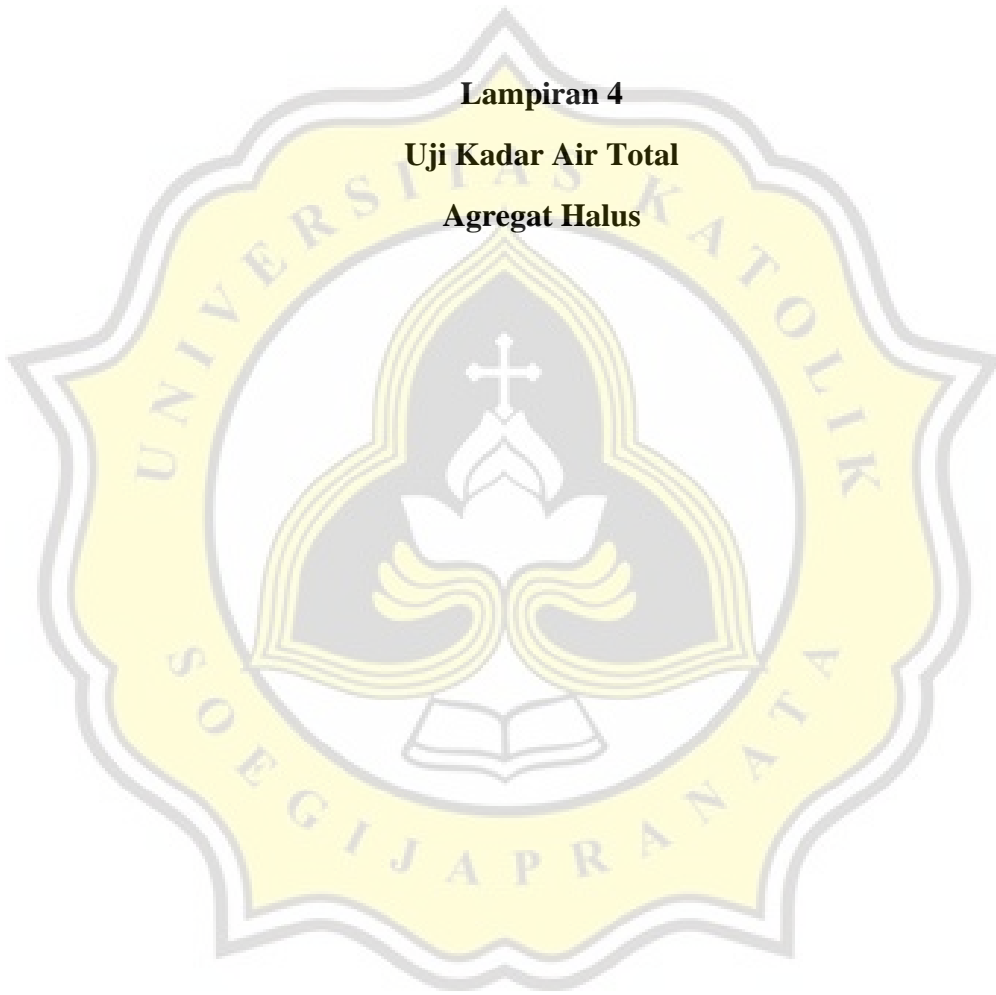 Lampiran 4
Uji Kadar Air Total
Agregat Halus
UNIVERSITAS KATOLIK
SOEGIJAPRANATA